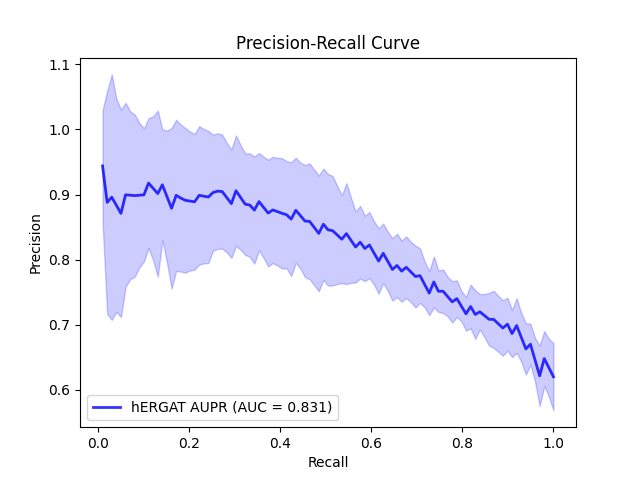 Precision-Recall Curve
1.1
1.0
0.9
0.8
0.7
0.6
Precision
hERGAT AUPR (AUC = 0.831)
0.0 0.2 0.4 0.6 0.8 1.0
Recall